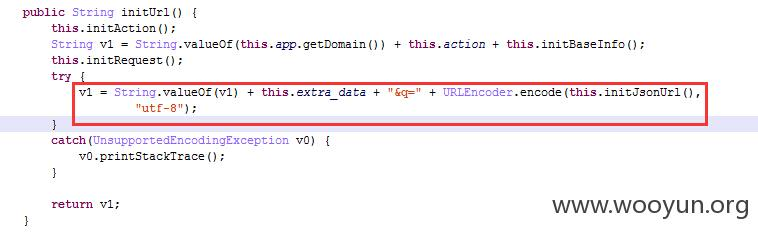 public String initUrl() {
this.initAction();
String v1 = String.valueOf(this.app.getDomain()) + this.action + this.initBaseInfo();
this.initRequest();
try {
v1 = String.valueOf(v1) + this.extra_data + "&q=" + URLEncoder.encode(this.initJsonUrl(),
"utf-8");
}
catch(UnsupportedEncodingException v0) {
v0.printStackTrace();
}
return v1;
}
www.wooyun.org